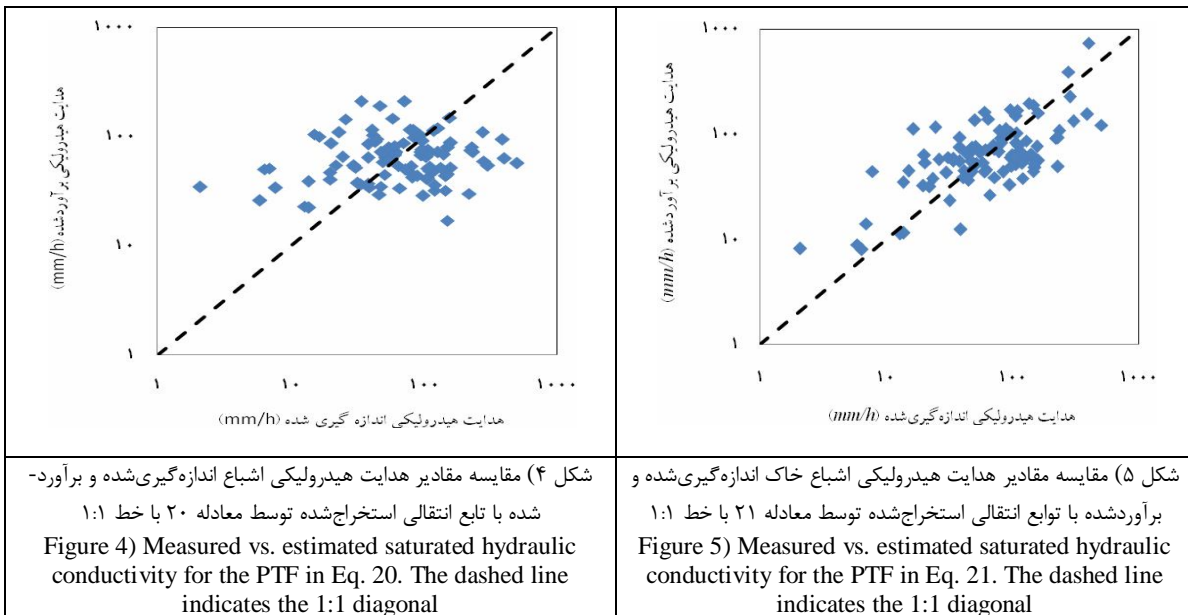 ۱۰۰۰
۱۰۰
۱۰
۱
هدایت هیدرولیکی برآوردشده
(mm/h)
۱ ۱۰ ۱۰۰ ۱۰۰۰
هدایت هیدرولیکی اندازه گیری شده (mm/h)
شکل ۴) مقایسه مقادیر هدایت هیدرولیکی اشباع اندازه‌گیری‌شده و برآورد-
شده با تابع انتقالی استخراج‌شده توسط معادله ۲۰ با خط ۱:۱
Figure 4) Measured vs. estimated saturated hydraulic
conductivity for the PTF in Eq. 20. The dashed line
indicates the 1:1 diagonal
۱۰۰۰
۱۰۰
۱۰
۱
هدایت هیدرولیکی برآوردشده (mm/h)
۱ ۱۰ ۱۰۰ ۱۰۰۰
هدایت هیدرولیکی اندازه‌گیری‌شده (mm/h)
شکل ۵) مقایسه مقادیر هدایت هیدرولیکی اشباع خاک اندازه‌گیری‌شده و
برآوردشده با توابع انتقالی استخراج‌شده توسط معادله ۲۱ با خط ۱:۱
Figure 5) Measured vs. estimated saturated hydraulic
conductivity for the PTF in Eq. 21. The dashed line
indicates the 1:1 diagonal